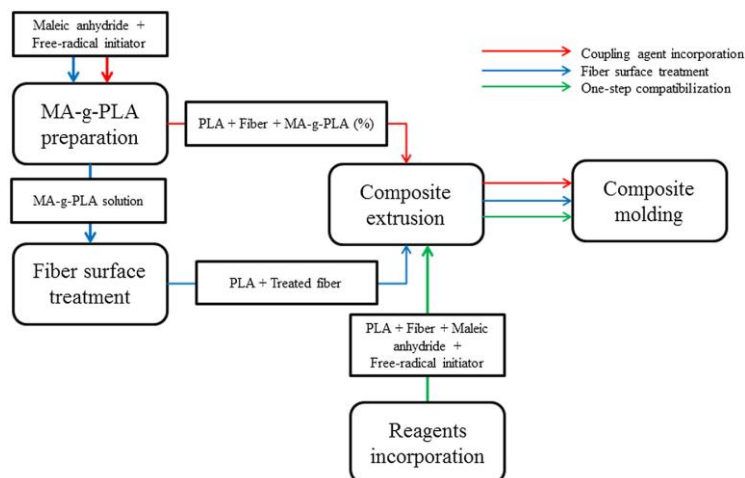 Maleic anhydride +
Free-radical initiator
MA-g-PLA
preparation
PLA + Fiber + MA-g-PLA (%)
Coupling agent incorporation
Fiber surface treatment
One-step compatibilization
MA-g-PLA solution
Composite
extrusion
Composite
molding
Fiber surface
treatment
PLA + Treated fiber
PLA + Fiber + Maleic
anhydride +
Free-radical initiator
Reagents
incorporation